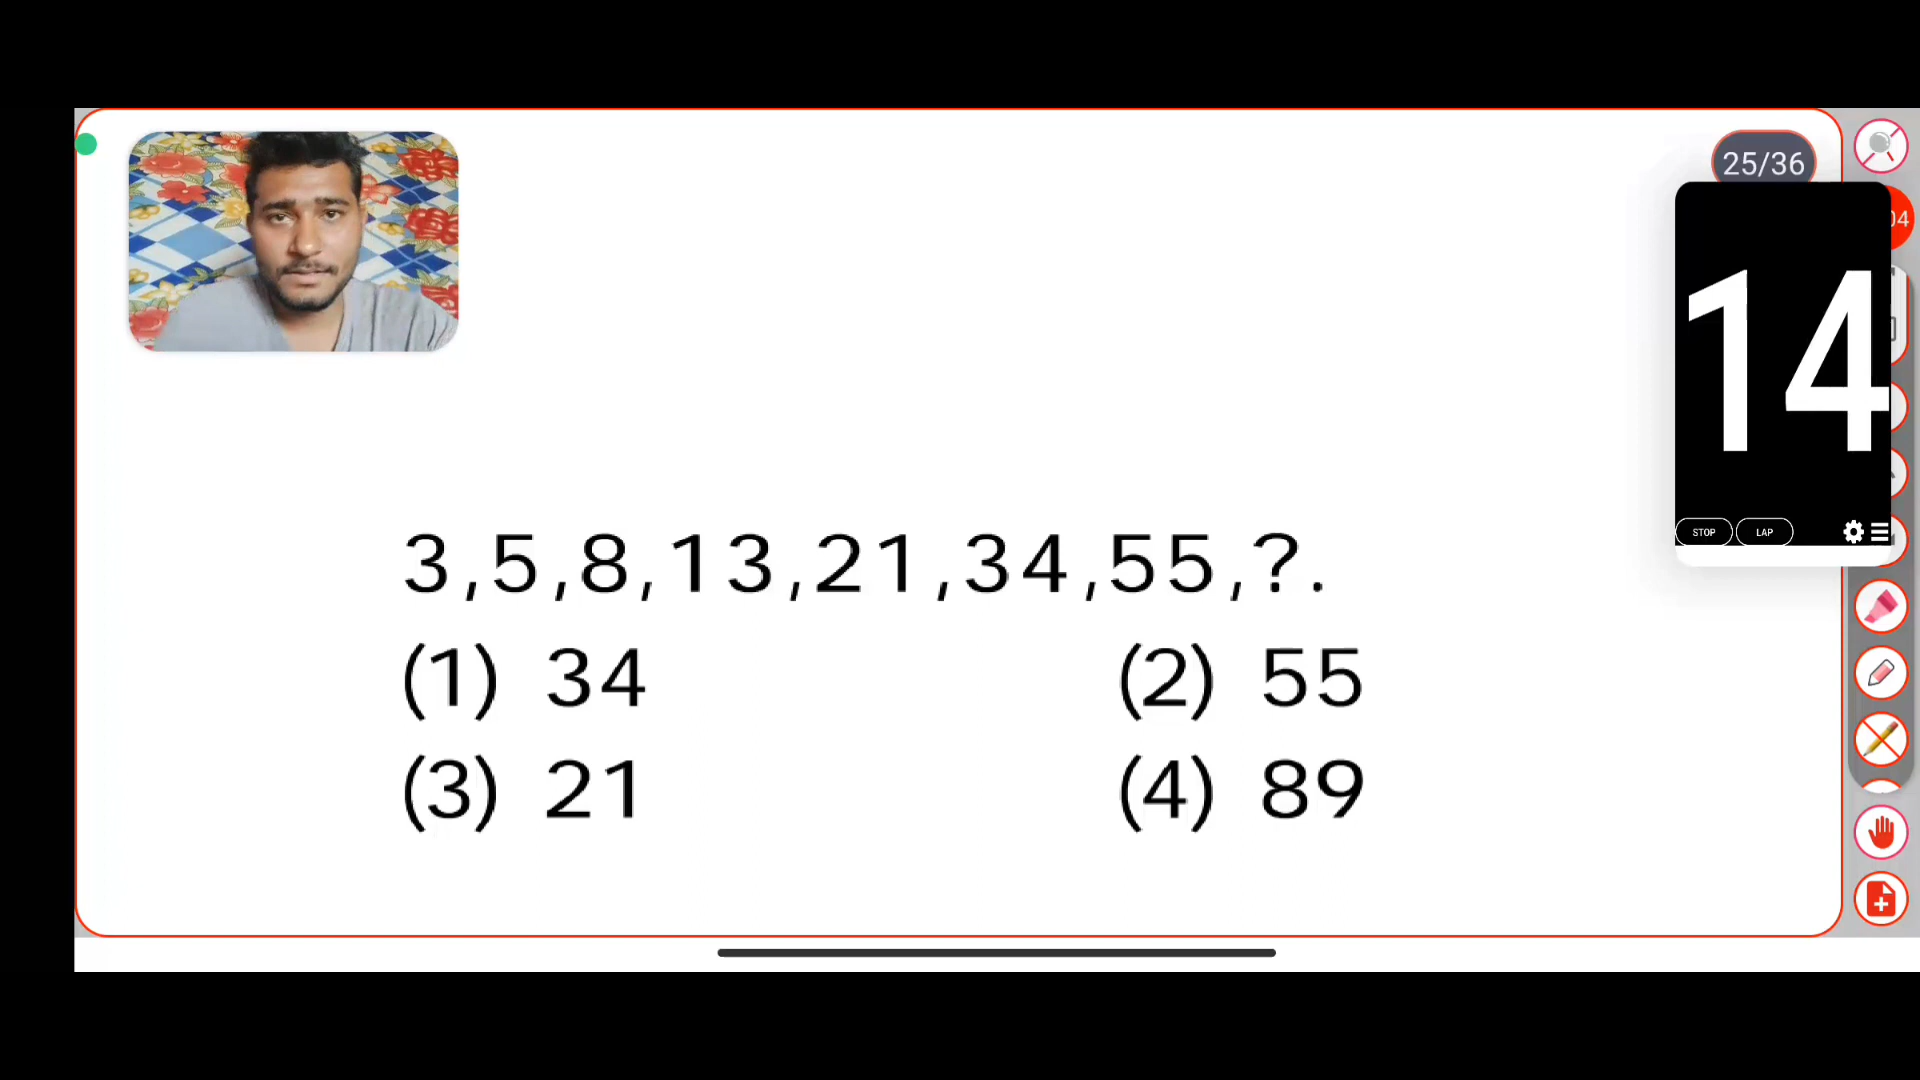 25/36
04
14
STOP LAP
3,5,8,13,21,34,55,?.
(1) 34 (2) 55
(3) 21 (4) 89